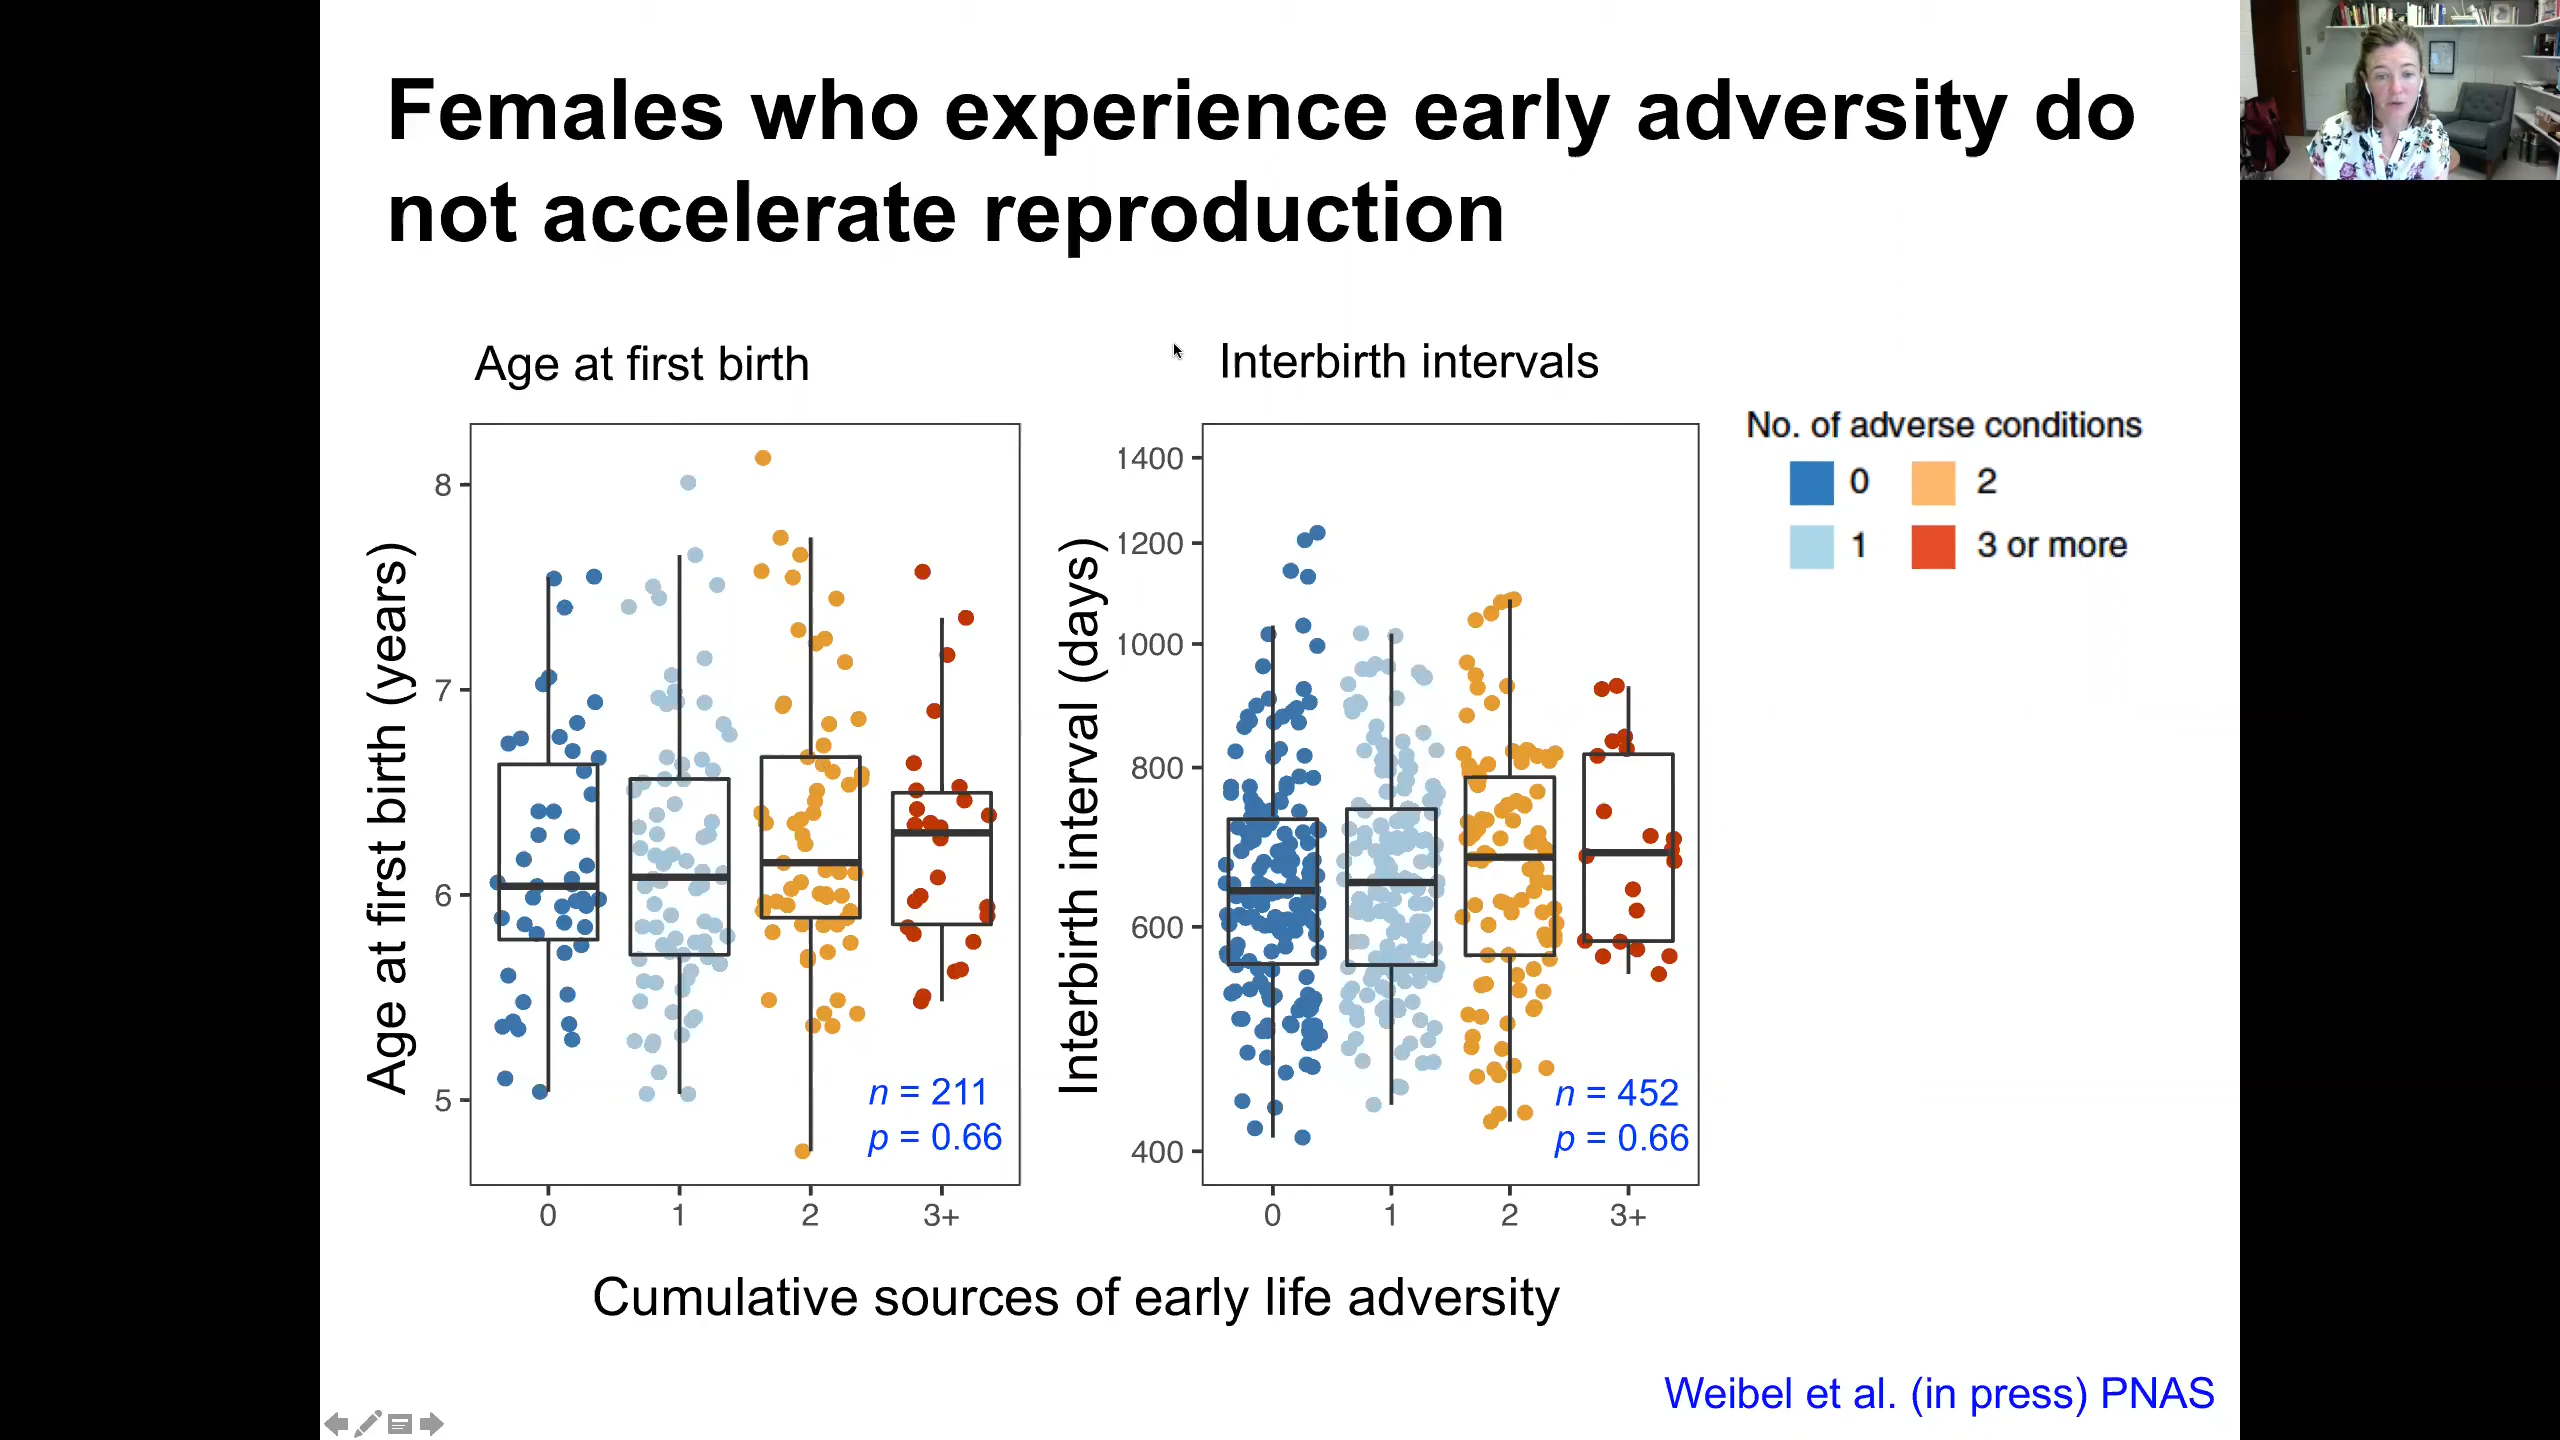 Females who experience early adversity do
not accelerate reproduction
Age at first birth
Age at first birth (years)
8
7
6
5
0 1 2 3+
n = 211
p = 0.66
Interbirth intervals
Interbirth interval (days)
1400
1200
1000
800
600
400
0 1 2 3+
n = 452
p = 0.66
No. of adverse conditions
0 2
1 3 or more
Cumulative sources of early life adversity
Weibel et al. (in press) PNAS